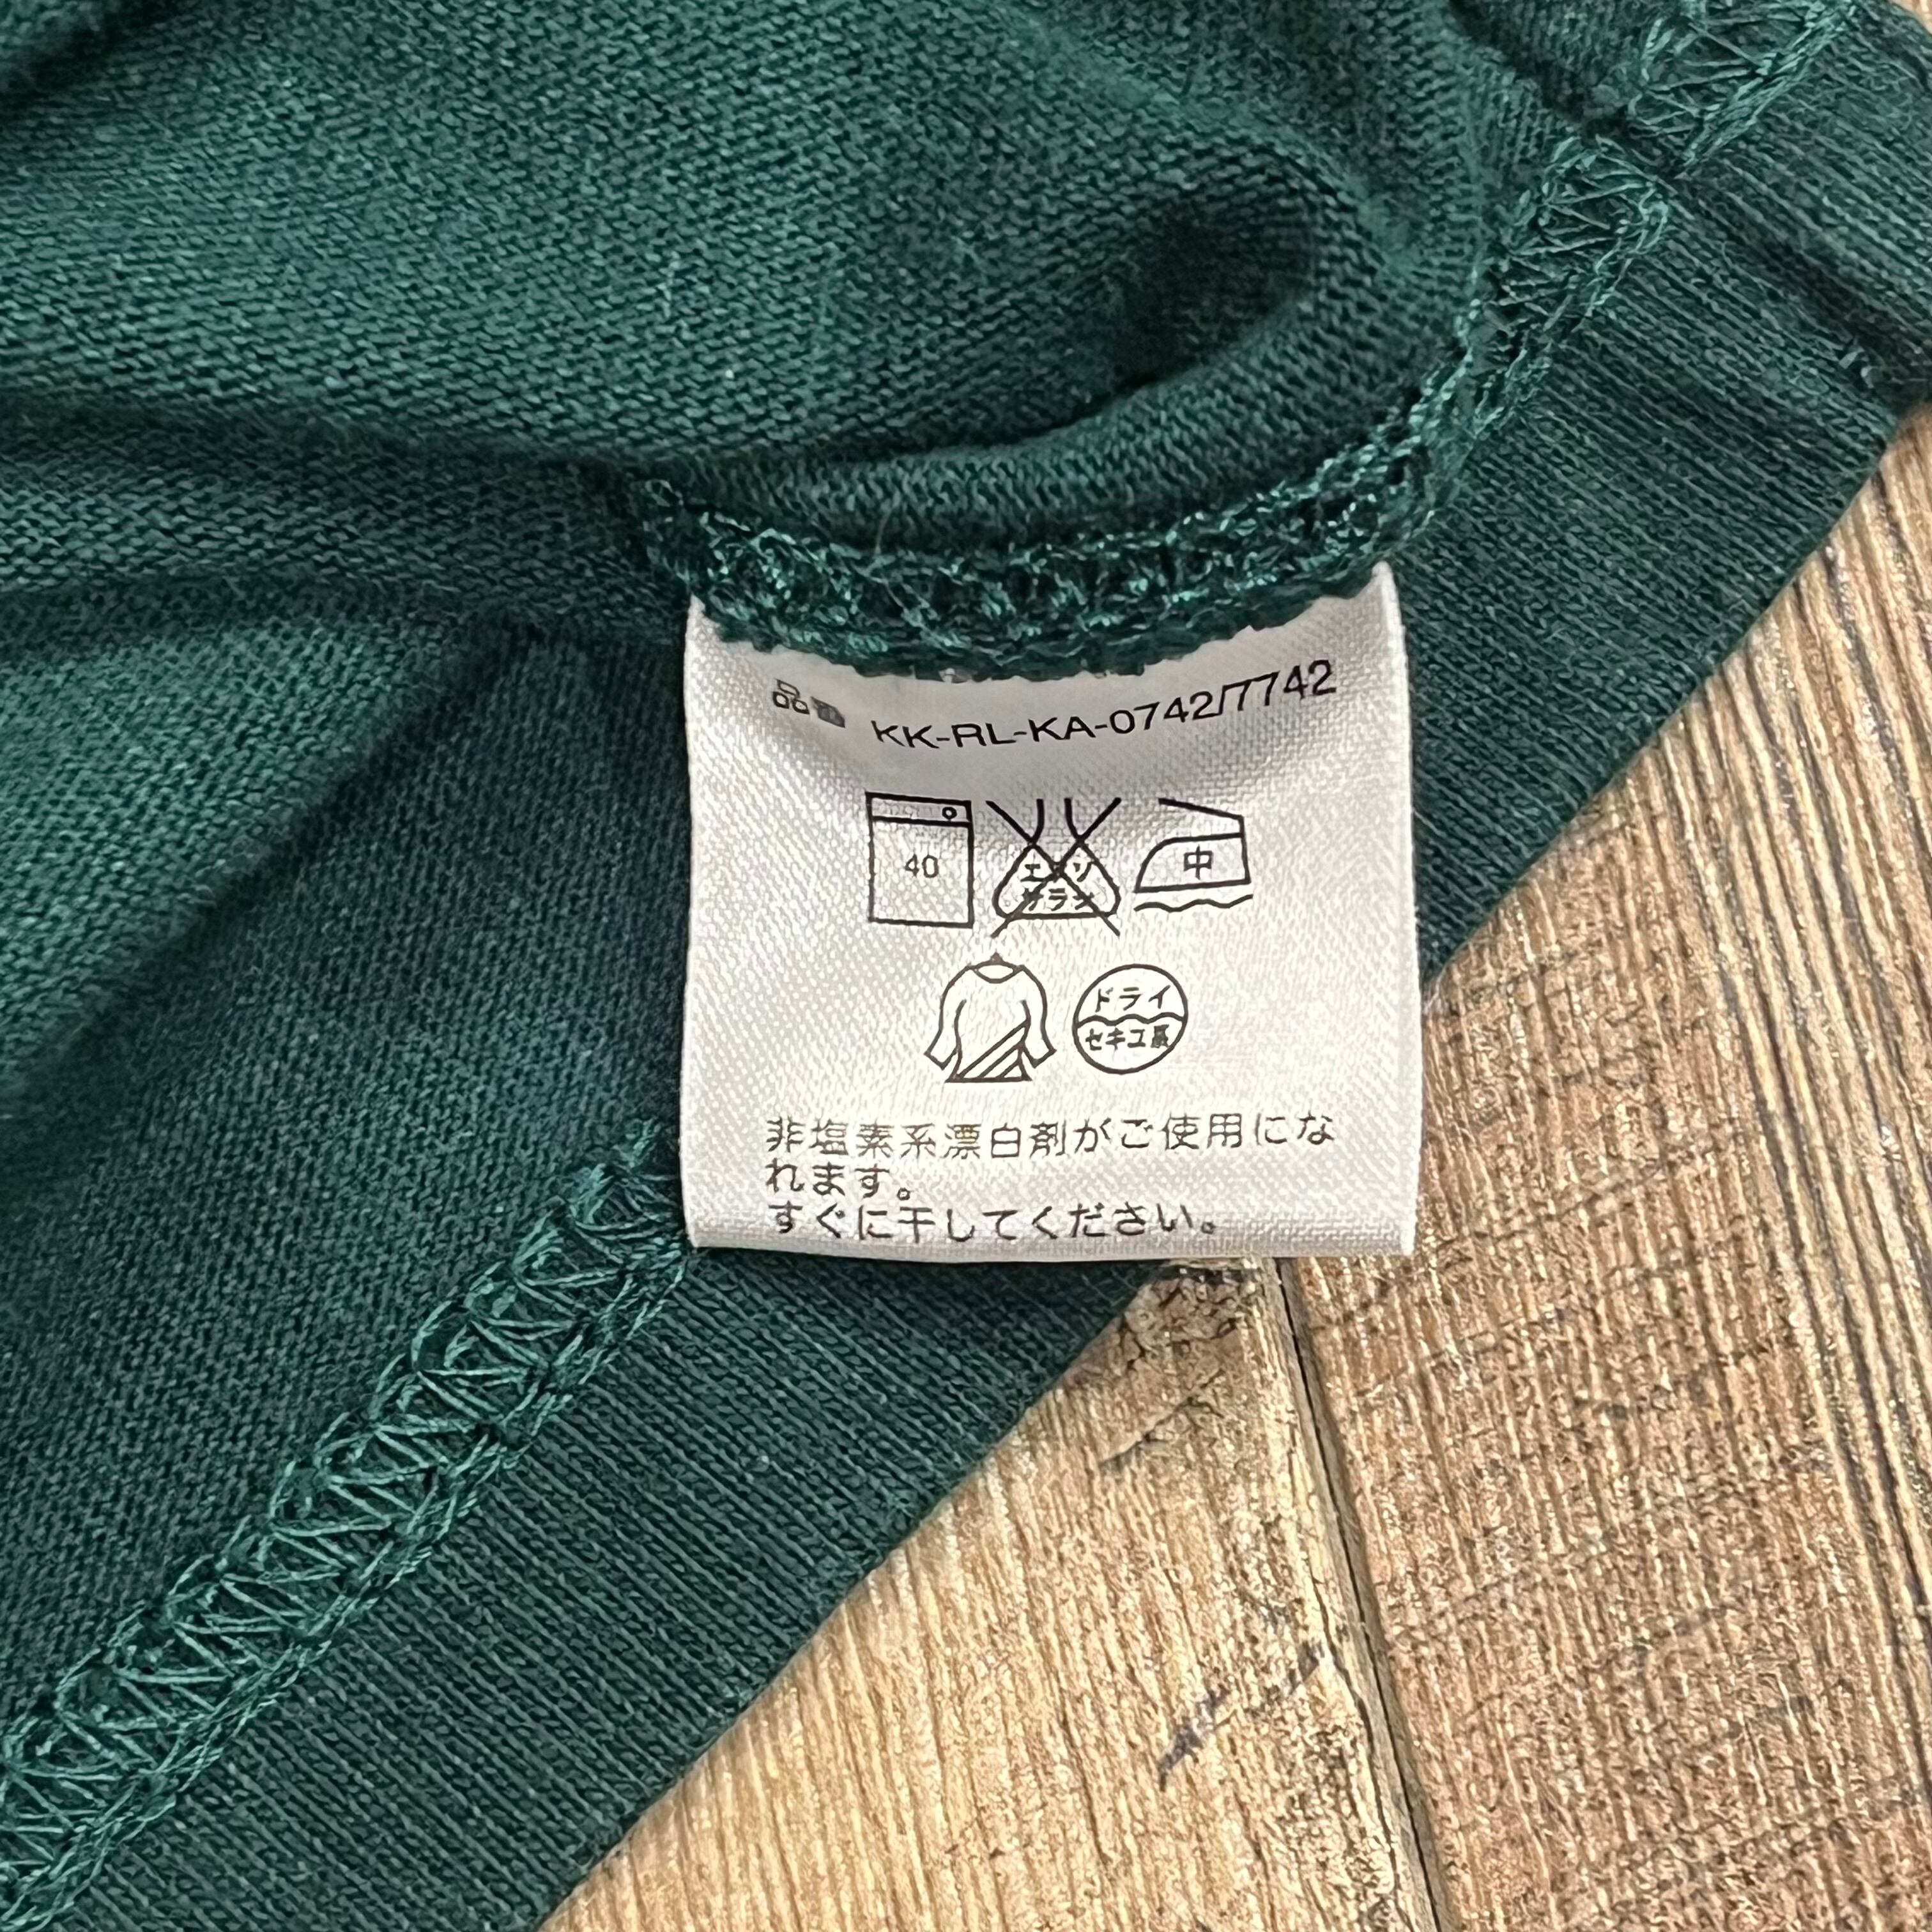 品番 KK-RL-KA-0742/7742
40
エンソ
サラシ
中
ドライ
セキユ系
非塩素系漂白剤がご使用にな
れます。
すぐに干してください。